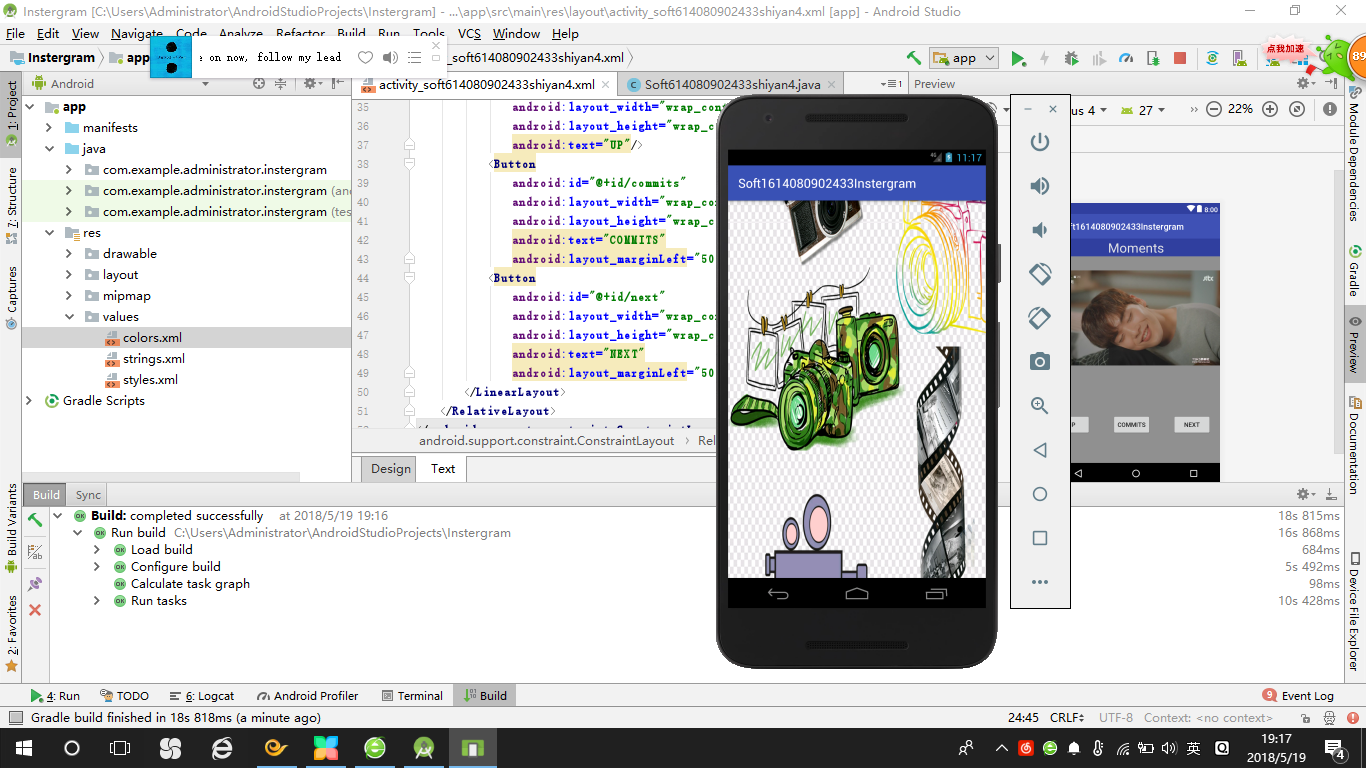 Instergram [C:\Users\Administrator\AndroidStudioProjects\Instergram] - ...\app\src\main\res\layout\activity_soft614080902433shiyan4.xml [app] - Android Studio
File Edit View Navigate Code Analyze Refactor Build Run Tools VCS Window Help
e on now, follow my lead
Instergram app _soft614080902433shiyan4.xml app 点我加速 89
Android activity_soft614080902433shiyan4.xml Soft614080902433shiyan4.java Preview
1: Project
7: Structure
Captures
Build Variants
2: Favorites
app
manifests
java
com.example.administrator.instergram
com.example.administrator.instergram (and
com.example.administrator.instergram (tes
res
drawable
layout
mipmap
values
colors.xml
strings.xml
styles.xml
Gradle Scripts
35 android:layout_width="wrap_con
36 android:layout_height="wrap_c
37 android:text="UP"/>
38 <Button
39 android:id="@+id/commits"
40 android:layout_width="wrap_con
41 android:layout_height="wrap_c
42 android:text="COMMITS"
43 android:layout_marginLeft="50
44 <Button
45 android:id="@+id/next"
46 android:layout_width="wrap_con
47 android:layout_height="wrap_c
48 android:text="NEXT"
49 android:layout_marginLeft="50
50 </LinearLayout>
51 </RelativeLayout>
android.support.constraint.ConstraintLayout › Rel
Design Text
4G 11:17
Soft1614080902433Instergram
us 4 27 22%
8:00
ft1614080902433Instergram
Moments
jtbc
P COMMITS NEXT
Module Dependencies
Gradle
Preview
Documentation
Device File Explorer
Build Sync
Build: completed successfully at 2018/5/19 19:16 18s 815ms
Run build C:\Users\Administrator\AndroidStudioProjects\Instergram 16s 868ms
Load build 684ms
Configure build 5s 492ms
Calculate task graph 98ms
Run tasks 10s 428ms
4: Run TODO 6: Logcat Android Profiler Terminal Build 9 Event Log
Gradle build finished in 18s 818ms (a minute ago) 24:45 CRLF UTF-8 Context: <no context>
英 19:17
2018/5/19 4